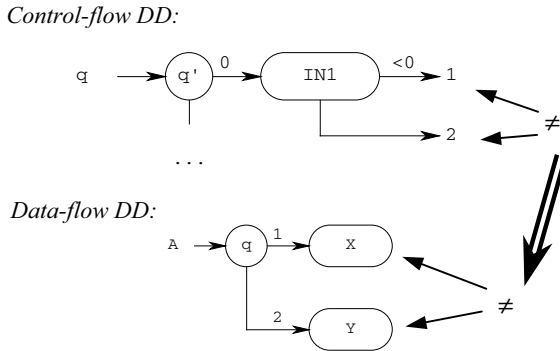 Control-flow DD:
q q' 0 IN1 <0 1
≠
2
...
Data-flow DD:
A q 1 X
≠
2 Y